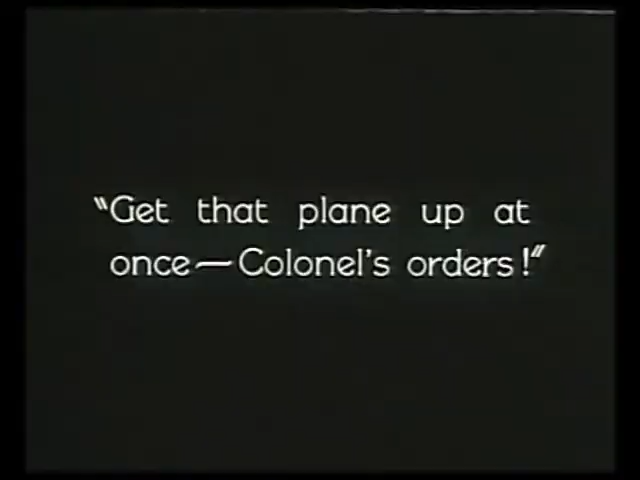 "Get that plane up at
once—Colonel's orders!"